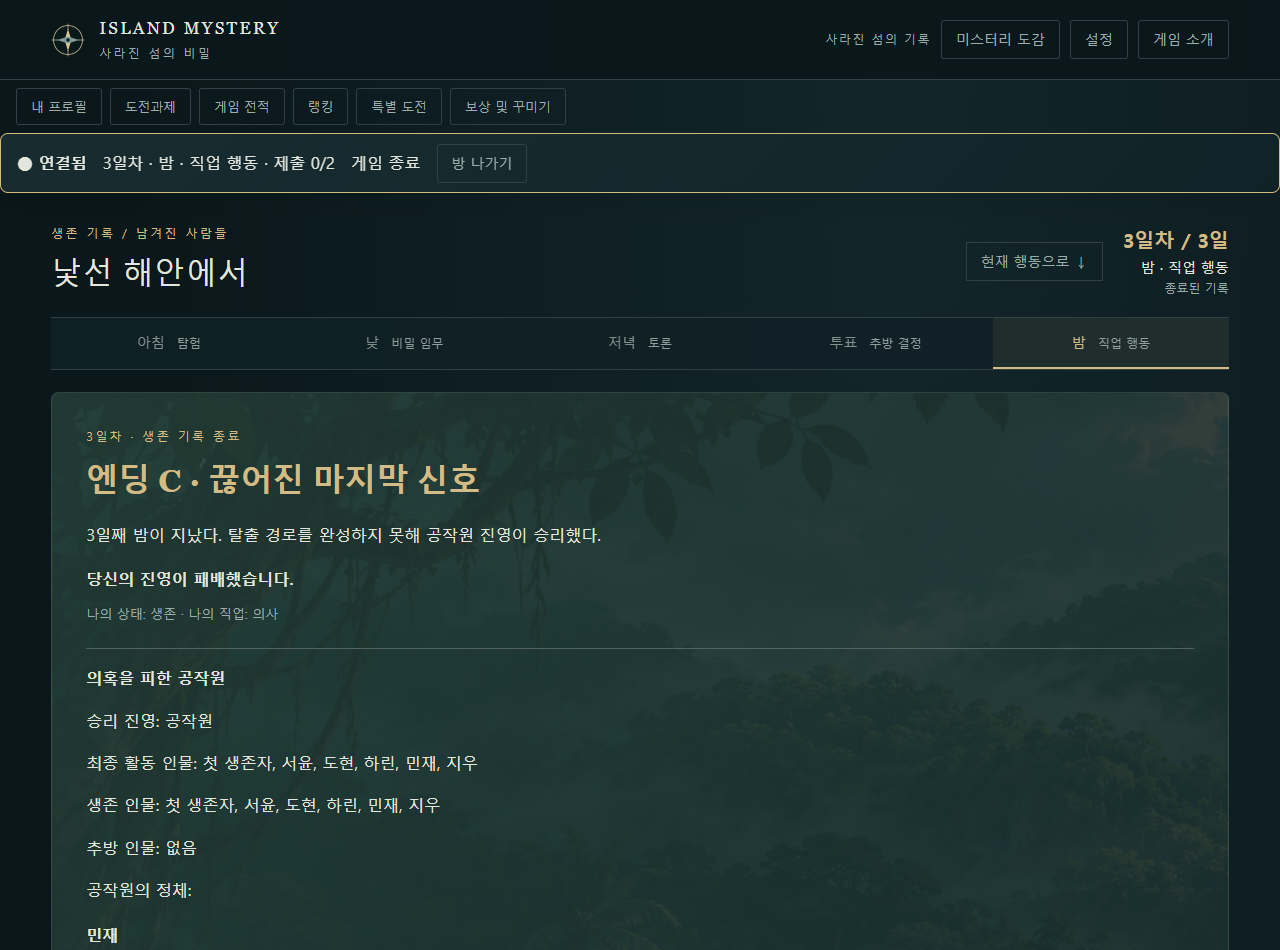 ISLAND MYSTERY
사라진 섬의 비밀
사라진 섬의 기록
미스터리 도감
설정
게임 소개
내 프로필
도전과제
게임 전적
랭킹
특별 도전
보상 및 꾸미기
연결됨 3일차 · 밤 · 직업 행동 · 제출 0/2 게임 종료 방 나가기
생존 기록 / 남겨진 사람들
낯선 해안에서
현재 행동으로 ↓
3일차 / 3일
밤 · 직업 행동
종료된 기록
아침 탐험
낮 비밀 임무
저녁 토론
투표 추방 결정
밤 직업 행동
3일차 · 생존 기록 종료
엔딩 C · 끊어진 마지막 신호
3일째 밤이 지났다. 탈출 경로를 완성하지 못해 공작원 진영이 승리했다.
당신의 진영이 패배했습니다.
나의 상태: 생존 · 나의 직업: 의사
의혹을 피한 공작원
승리 진영: 공작원
최종 활동 인물: 첫 생존자, 서윤, 도현, 하린, 민재, 지우
생존 인물: 첫 생존자, 서윤, 도현, 하린, 민재, 지우
추방 인물: 없음
공작원의 정체:
민재